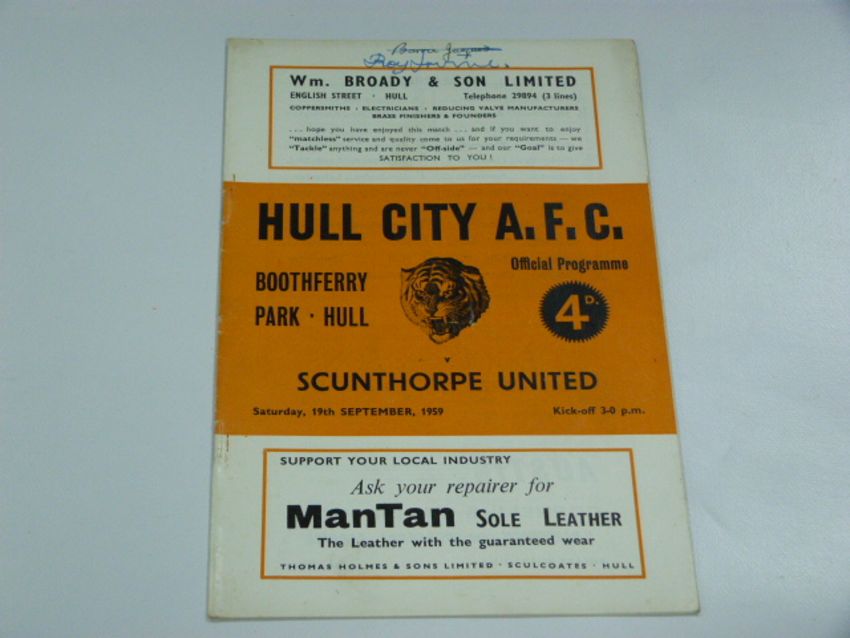 Wm. BROADY & SON LIMITED
ENGLISH STREET · HULL Telephone 29894 (3 lines)
COPPERSMITHS · ELECTRICIANS · REDUCING VALVE MANUFACTURERS
BRASS FINISHERS & FOUNDERS
... hope you have enjoyed this match ... and if you want to enjoy
"matchless" service and quality come to us for your requirements — we
"Tackle" anything and are never "Off-side" — and our "Goal" is to give
SATISFACTION TO YOU !
HULL CITY A.F.C.
Official Programme
BOOTHFERRY
PARK · HULL
4D.
v
SCUNTHORPE UNITED
Saturday, 19th SEPTEMBER, 1959 Kick-off 3-0 p.m.
SUPPORT YOUR LOCAL INDUSTRY
Ask your repairer for
ManTan SOLE LEATHER
The Leather with the guaranteed wear
THOMAS HOLMES & SONS LIMITED · SCULCOATES · HULL